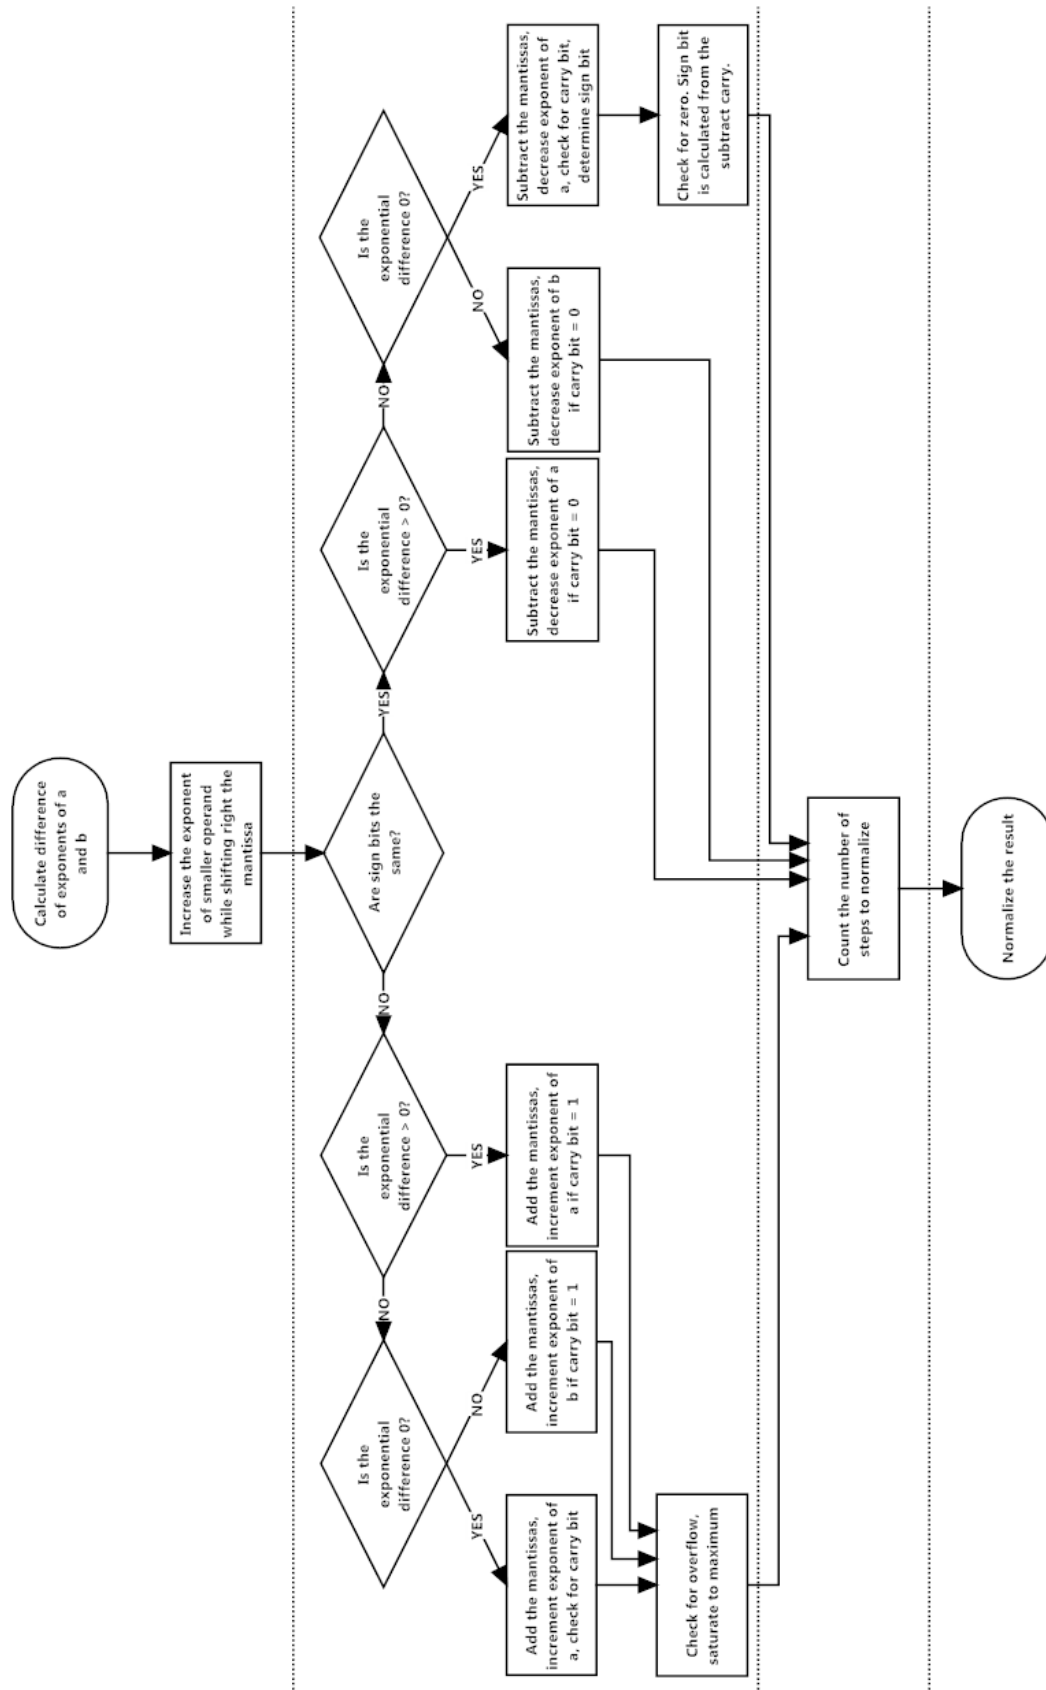 Calculate difference
of exponents of a
and b
Increase the exponent
of smaller operand
while shifting right the
mantissa
Are sign bits the
same?
NO
YES
Is the
exponential
difference > 0?
NO
YES
Is the
exponential
difference 0?
YES
NO
Add the mantissas,
increment exponent of
a, check for carry bit
Add the mantissas,
increment exponent of
b if carry bit = 1
Add the mantissas,
increment exponent of
a if carry bit = 1
Check for overflow,
saturate to maximum
Is the
exponential
difference > 0?
YES
NO
Is the
exponential
difference 0?
NO
YES
Subtract the mantissas,
decrease exponent of a
if carry bit = 0
Subtract the mantissas,
decrease exponent of b
if carry bit = 0
Subtract the mantissas,
decrease exponent of
a, check for carry bit,
determine sign bit
Check for zero. Sign bit
is calculated from the
subtract carry.
Count the number of
steps to normalize
Normalize the result